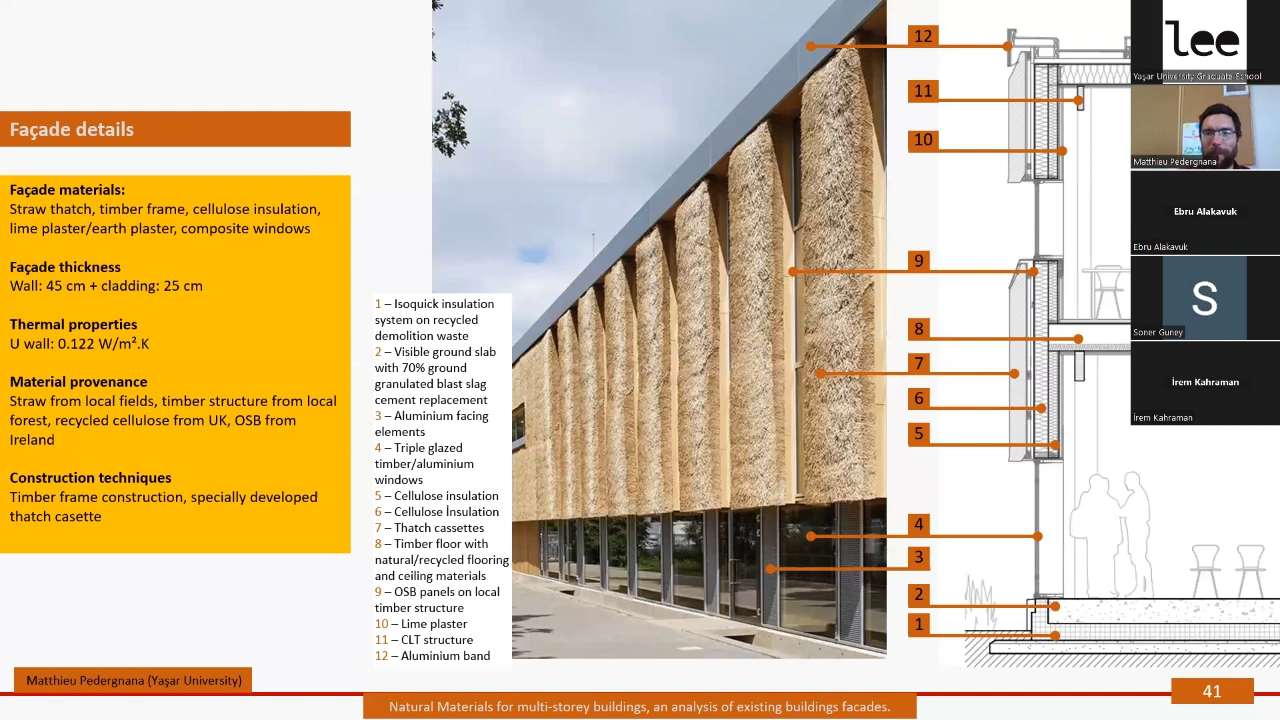 Façade details
Façade materials:
Straw thatch, timber frame, cellulose insulation,
lime plaster/earth plaster, composite windows
Façade thickness
Wall: 45 cm + cladding: 25 cm
Thermal properties
U wall: 0.122 W/m².K
Material provenance
Straw from local fields, timber structure from local
forest, recycled cellulose from UK, OSB from
Ireland
Construction techniques
Timber frame construction, specially developed
thatch casette
1 – Isoquick insulation
system on recycled
demolition waste
2 – Visible ground slab
with 70% ground
granulated blast slag
cement replacement
3 – Aluminium facing
elements
4 – Triple glazed
timber/aluminium
windows
5 – Cellulose insulation
6 – Cellulose İnsulation
7 – Thatch cassettes
8 – Timber floor with
natural/recycled flooring
and ceiling materials
9 – OSB panels on local
timber structure
10 – Lime plaster
11 – CLT structure
12 – Aluminium band
12
11
10
9
8
7
6
5
4
3
2
1
lee
Yaşar University Graduate School
Matthieu Pedergnana
Ebru Alakavuk
Ebru Alakavuk
S
Soner Guney
İrem Kahraman
İrem Kahraman
Matthieu Pedergnana (Yaşar University)
Natural Materials for multi-storey buildings, an analysis of existing buildings facades.
41